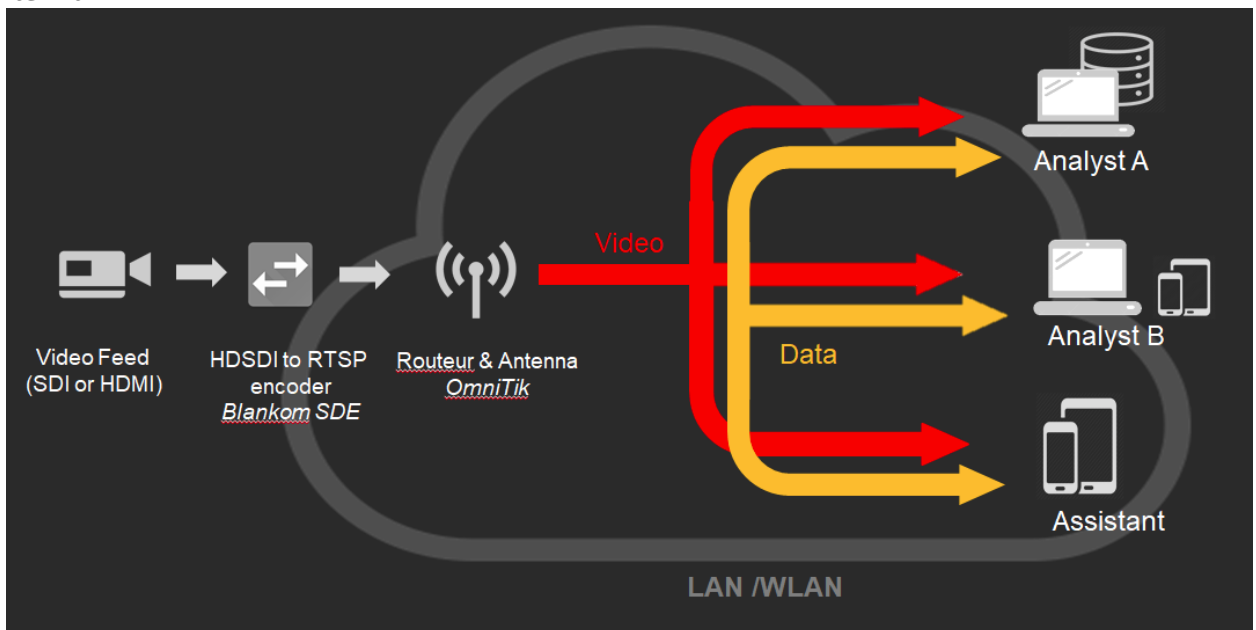 Analyst A
Video
Analyst B
Video Feed
(SDI or HDMI)
HDSDI to RTSP
encoder
Blankom SDE
Routeur & Antenna
OmniTik
Data
Assistant
LAN /WLAN